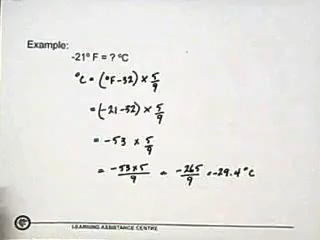 Example:
-21° F = ? °C
°C = (°F-32) × 5/9
= (-21-32) × 5/9
= -53 × 5/9
= -53×5/9 = -265/9 = -29.4°C
LEARNING ASSISTANCE CENTRE